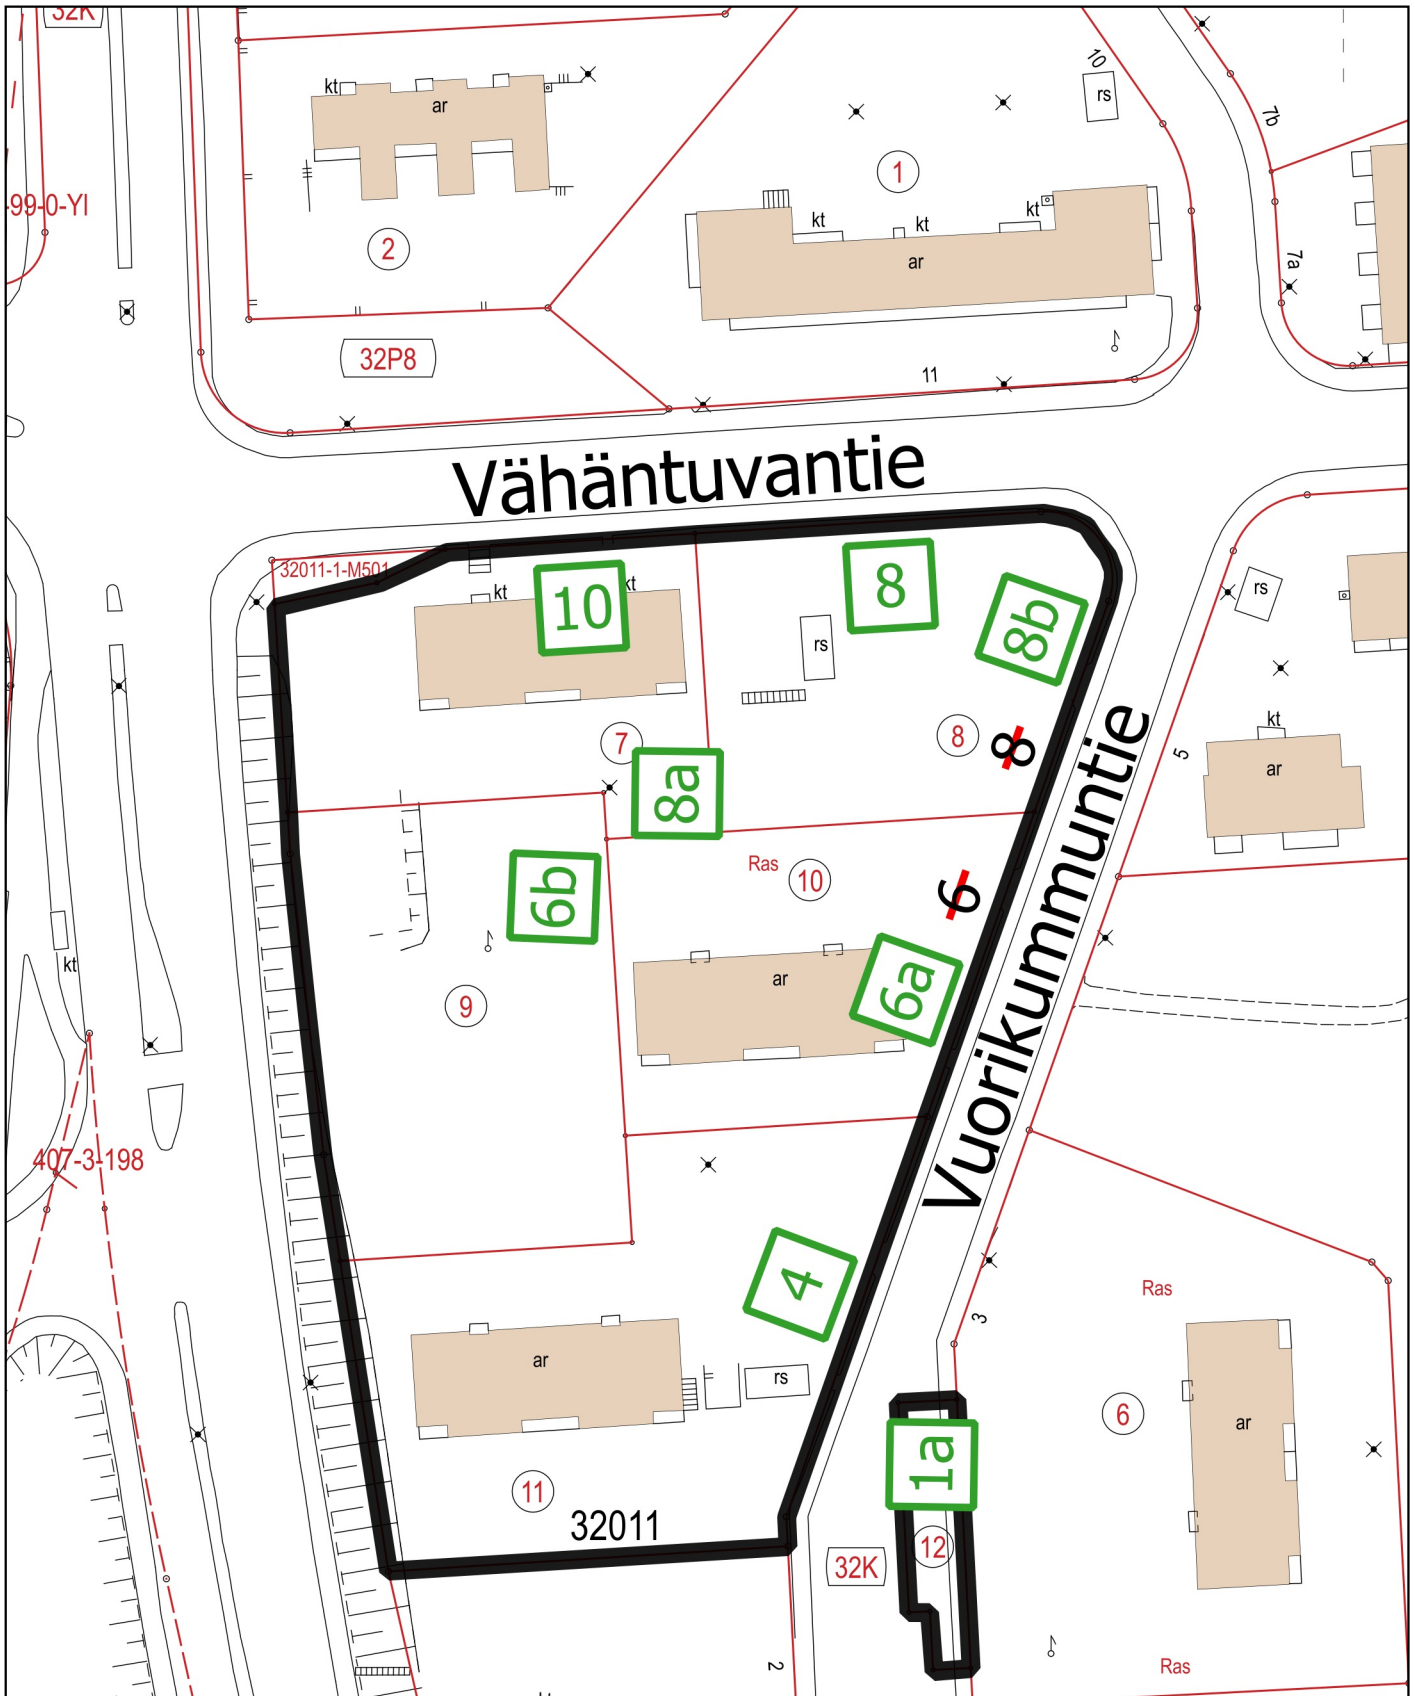 32K
kt
ar
10
rs
7b
-99-0-YI
1
kt
kt
kt
2
ar
7a
32P8
11
Vähäntuvantie
32011-1-M501
kt
10
kt
8
8b
rs
rs
7
8
8
8a
5
kt
ar
Vuorikummuntie
Ras
10
6b
6
kt
9
ar
6a
407-3-198
4
3
Ras
ar
rs
6
ar
1a
11
32011
12
32K
2
Ras